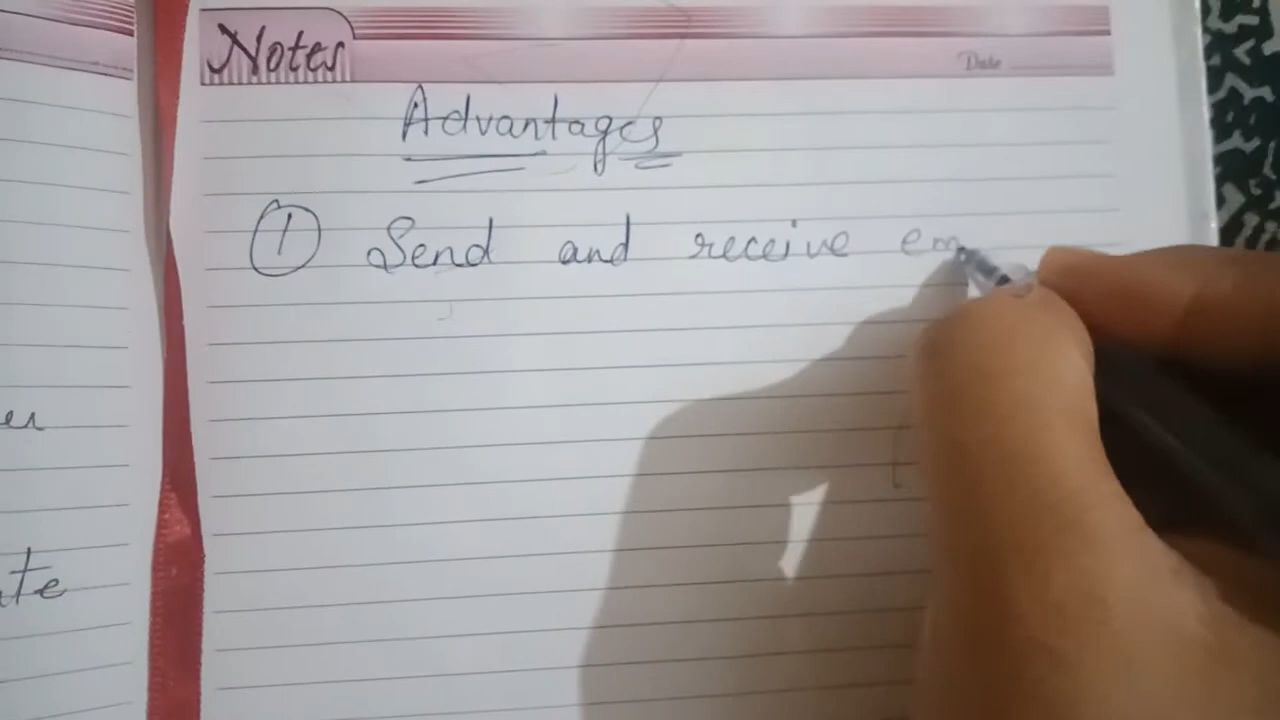 Notes
Date
Advantages
① Send and receive em
er
te